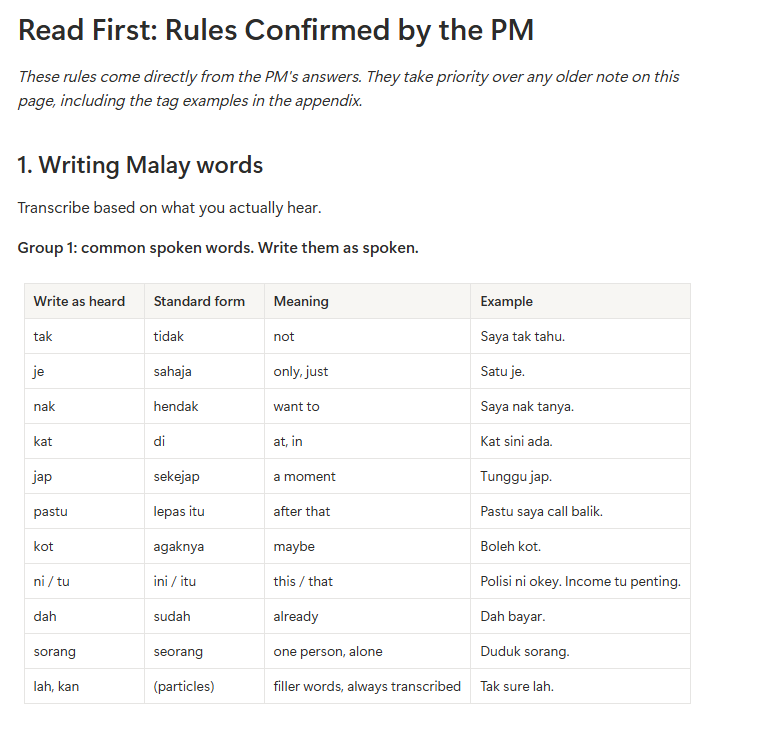 Read First: Rules Confirmed by the PM
These rules come directly from the PM's answers. They take priority over any older note on this
page, including the tag examples in the appendix.
1. Writing Malay words
Transcribe based on what you actually hear.
Group 1: common spoken words. Write them as spoken.
Write as heard Standard form Meaning Example
tak tidak not Saya tak tahu.
je sahaja only, just Satu je.
nak hendak want to Saya nak tanya.
kat di at, in Kat sini ada.
jap sekejap a moment Tunggu jap.
pastu lepas itu after that Pastu saya call balik.
kot agaknya maybe Boleh kot.
ni / tu ini / itu this / that Polisi ni okey. Income tu penting.
dah sudah already Dah bayar.
sorang seorang one person, alone Duduk sorang.
lah, kan (particles) filler words, always transcribed Tak sure lah.